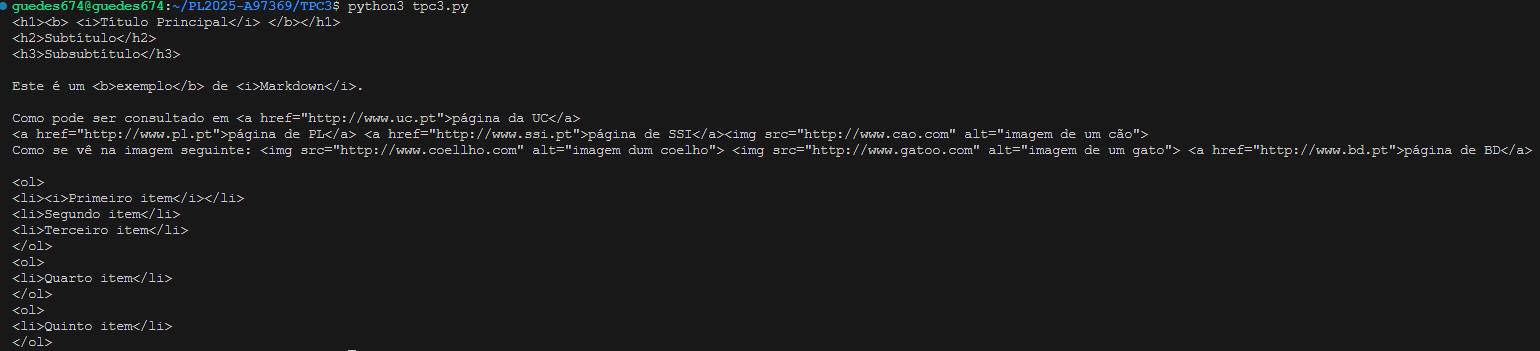 guedes674@guedes674:~/PL2025-A97369/TPC3$ python3 tpc3.py
<h1><b> <i>Título Principal</i> </b></h1>
<h2>Subtítulo</h2>
<h3>Subsubtítulo</h3>
Este é um <b>exemplo</b> de <i>Markdown</i>.
Como pode ser consultado em <a href="http://www.uc.pt">página da UC</a>
<a href="http://www.pl.pt">página de PL</a> <a href="http://www.ssi.pt">página de SSI</a><img src="http://www.cao.com" alt="imagem de um cão">
Como se vê na imagem seguinte: <img src="http://www.coellho.com" alt="imagem dum coelho"> <img src="http://www.gatoo.com" alt="imagem de um gato"> <a href="http://www.bd.pt">página de BD</a>
<ol>
<li><i>Primeiro item</i></li>
<li>Segundo item</li>
<li>Terceiro item</li>
</ol>
<ol>
<li>Quarto item</li>
</ol>
<ol>
<li>Quinto item</li>
</ol>